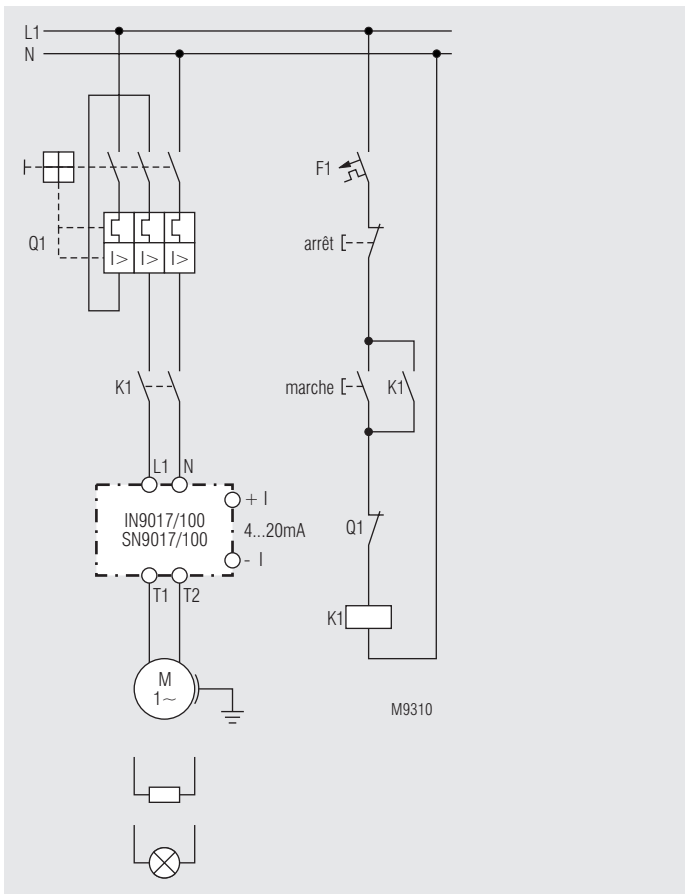 L1
N
F1
Q1
I> I> I>
arrêt
K1
marche
K1
L1 N
+ I
IN9017/100
SN9017/100
4...20mA
- I
Q1
T1 T2
K1
M
1~
M9310